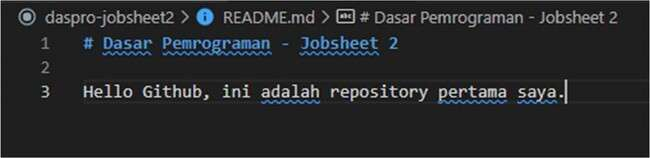 daspro-jobsheet2 > README.md > # Dasar Pemrograman - Jobsheet 2
1 # Dasar Pemrograman - Jobsheet 2
2
3 Hello Github, ini adalah repository pertama saya.